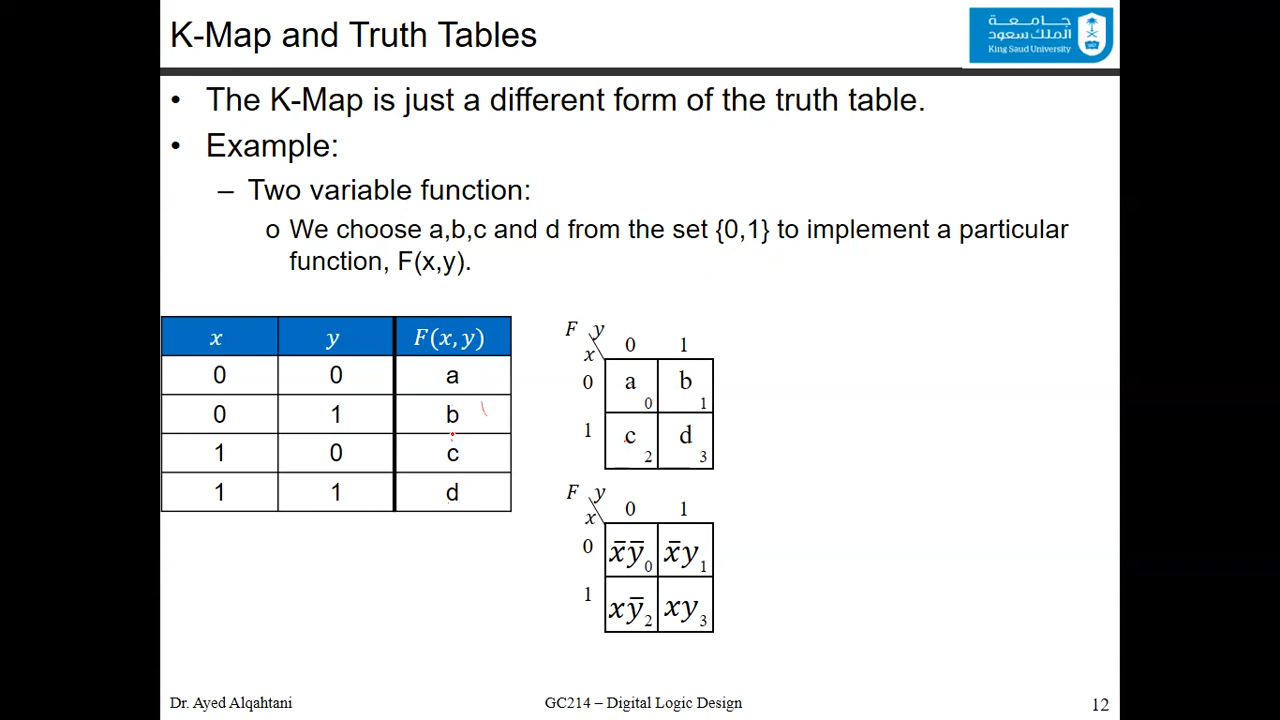 K-Map and Truth Tables
جامعة
الملك سعود
King Saud University
• The K-Map is just a different form of the truth table.
• Example:
– Two variable function:
o We choose a,b,c and d from the set {0,1} to implement a particular
function, F(x,y).
x y F(x, y)
0 0 a
0 1 b
1 0 c
1 1 d
F y
x 0 1
0 a 0 b 1
1 c 2 d 3
F y
x 0 1
0 x̅y̅ 0 x̅y 1
1 xy̅ 2 xy 3
Dr. Ayed Alqahtani GC214 – Digital Logic Design 12